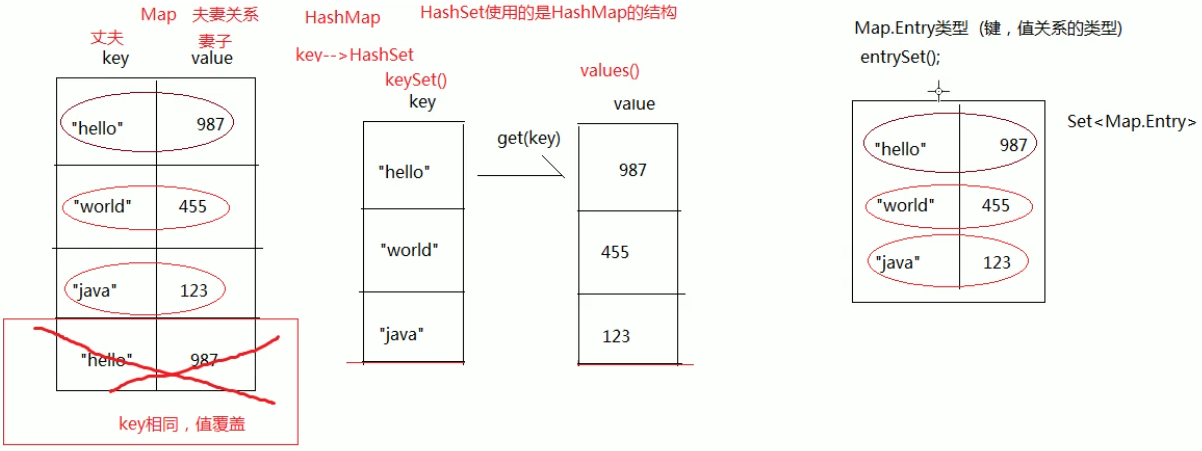 Map 夫妻关系
丈夫 妻子
key value
"hello" 987
"world" 455
"java" 123
"hello" 987
key相同，值覆盖
HashMap HashSet使用的是HashMap的结构
key-->HashSet
keySet() values()
key value
get(key)
"hello" 987
"world" 455
"java" 123
Map.Entry类型（键，值关系的类型)
entrySet();
Set<Map.Entry>
"hello" 987
"world" 455
"java" 123